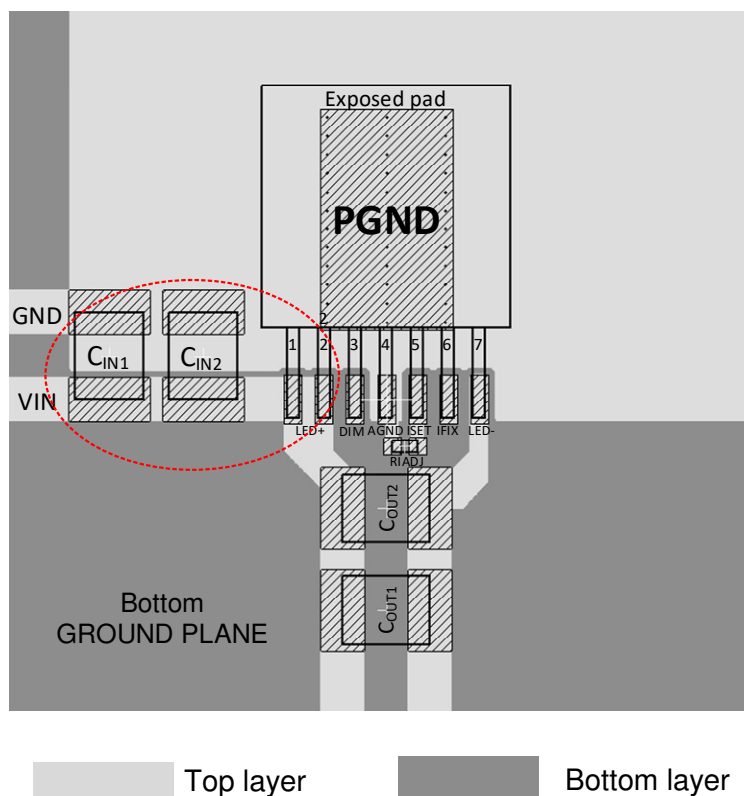 Exposed pad
PGND
2
GND
1 2 3 4 5 6 7
CIN1 CIN2
VIN
LED+ DIM AGND ISET IFIX LED-
RIADJ
COUT2
COUT1
Bottom
GROUND PLANE
Top layer
Bottom layer